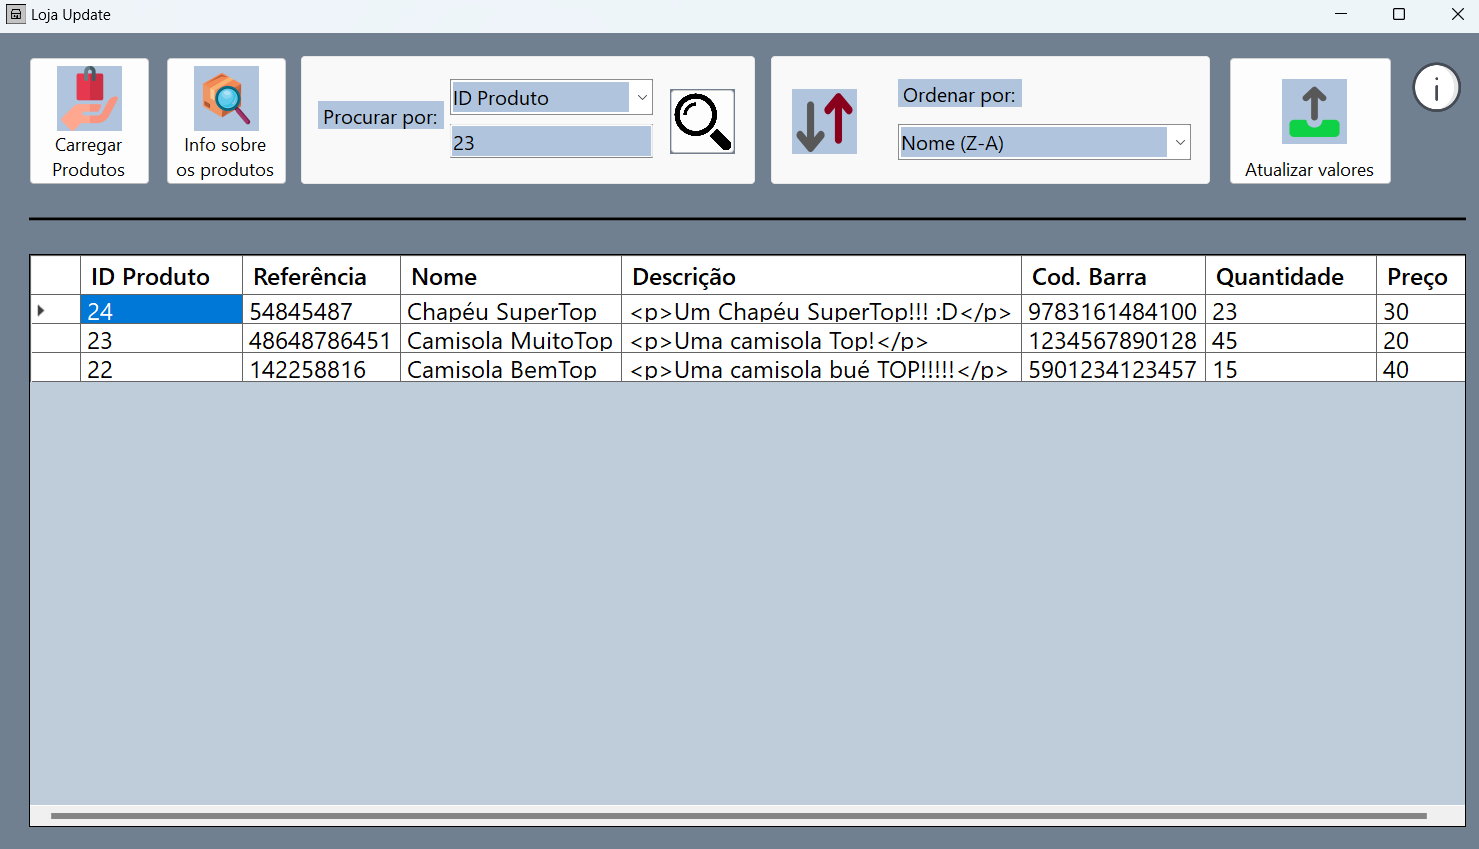 Loja Update
Carregar
Produtos
Info sobre
os produtos
Procurar por:
ID Produto
23
Ordenar por:
Nome (Z-A)
Atualizar valores
ID Produto Referência Nome Descrição Cod. Barra Quantidade Preço
24 54845487 Chapéu SuperTop <p>Um Chapéu SuperTop!!! :D</p> 9783161484100 23 30
23 48648786451 Camisola MuitoTop <p>Uma camisola Top!</p> 1234567890128 45 20
22 142258816 Camisola BemTop <p>Uma camisola bué TOP!!!!!</p> 5901234123457 15 40